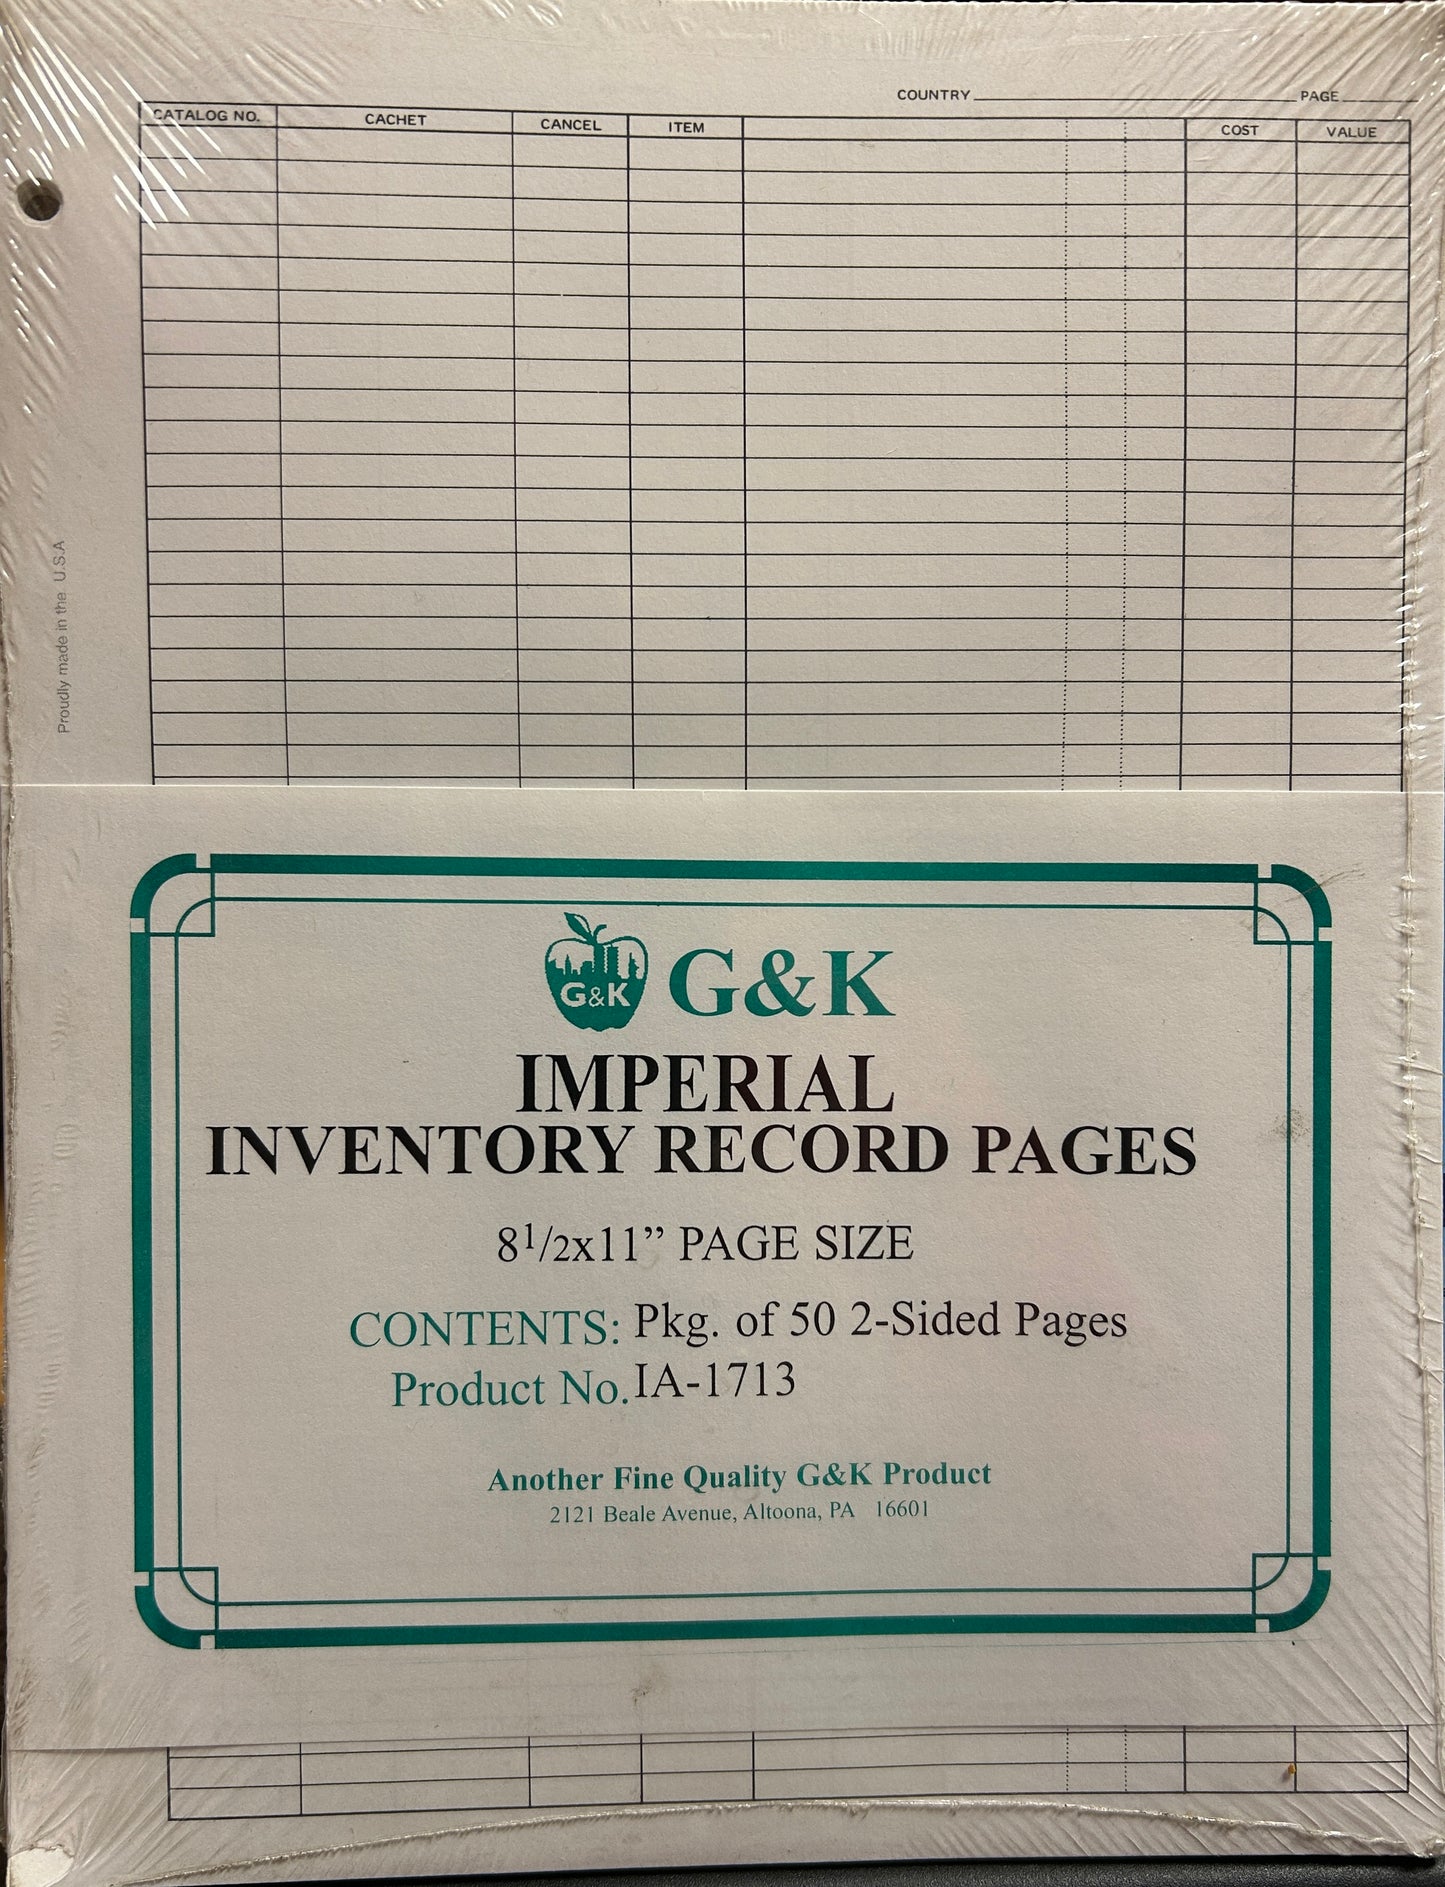 COUNTRY PAGE
CATALOG NO. CACHET CANCEL ITEM COST VALUE
Proudly made in the U.S.A
G&K G&K
IMPERIAL
INVENTORY RECORD PAGES
8 1/2x11” PAGE SIZE
CONTENTS: Pkg. of 50 2-Sided Pages
Product No. IA-1713
Another Fine Quality G&K Product
2121 Beale Avenue, Altoona, PA 16601